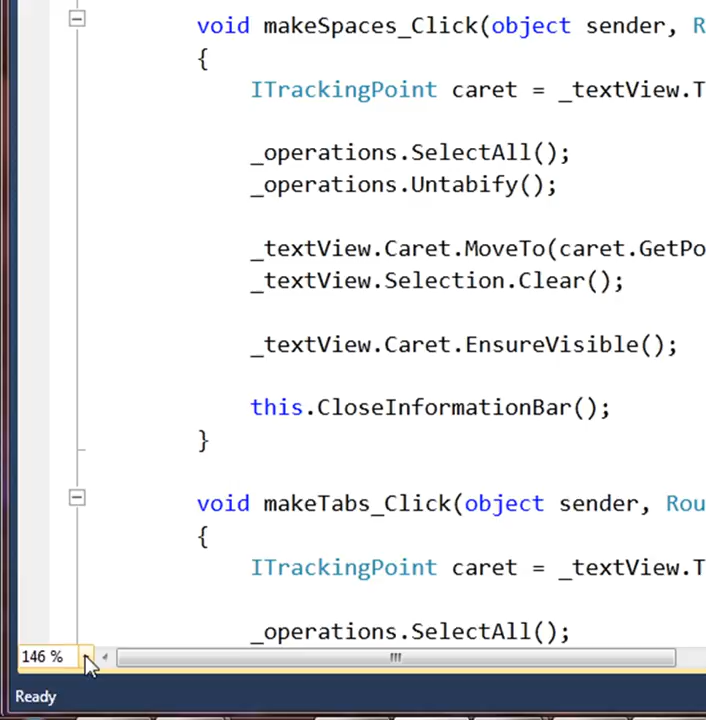 void makeSpaces_Click(object sender, R
{
ITrackingPoint caret = _textView.T
_operations.SelectAll();
_operations.Untabify();
_textView.Caret.MoveTo(caret.GetPo
_textView.Selection.Clear();
_textView.Caret.EnsureVisible();
this.CloseInformationBar();
}
void makeTabs_Click(object sender, Rou
{
ITrackingPoint caret = _textView.T
_operations.SelectAll();
146 %
Ready